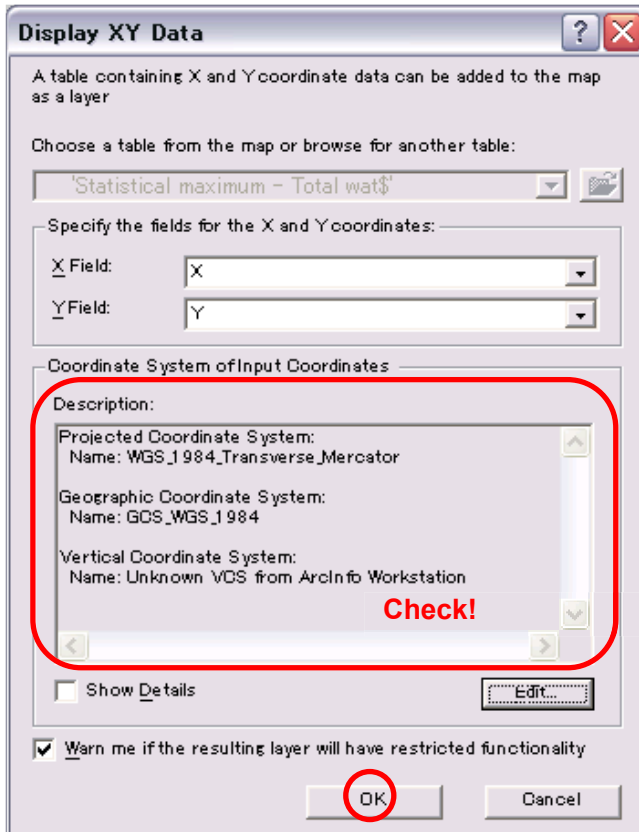 Display XY Data
A table containing X and Y coordinate data can be added to the map
as a layer
Choose a table from the map or browse for another table:
'Statistical maximum - Total wat$'
Specify the fields for the X and Y coordinates:
X Field:
X
Y Field:
Y
Coordinate System of Input Coordinates
Description:
Projected Coordinate System:
Name: WGS_1984_Transverse_Mercator
Geographic Coordinate System:
Name: GCS_WGS_1984
Vertical Coordinate System:
Name: Unknown VCS from ArcInfo Workstation
Check!
Show Details
Edit...
Warn me if the resulting layer will have restricted functionality
OK
Cancel